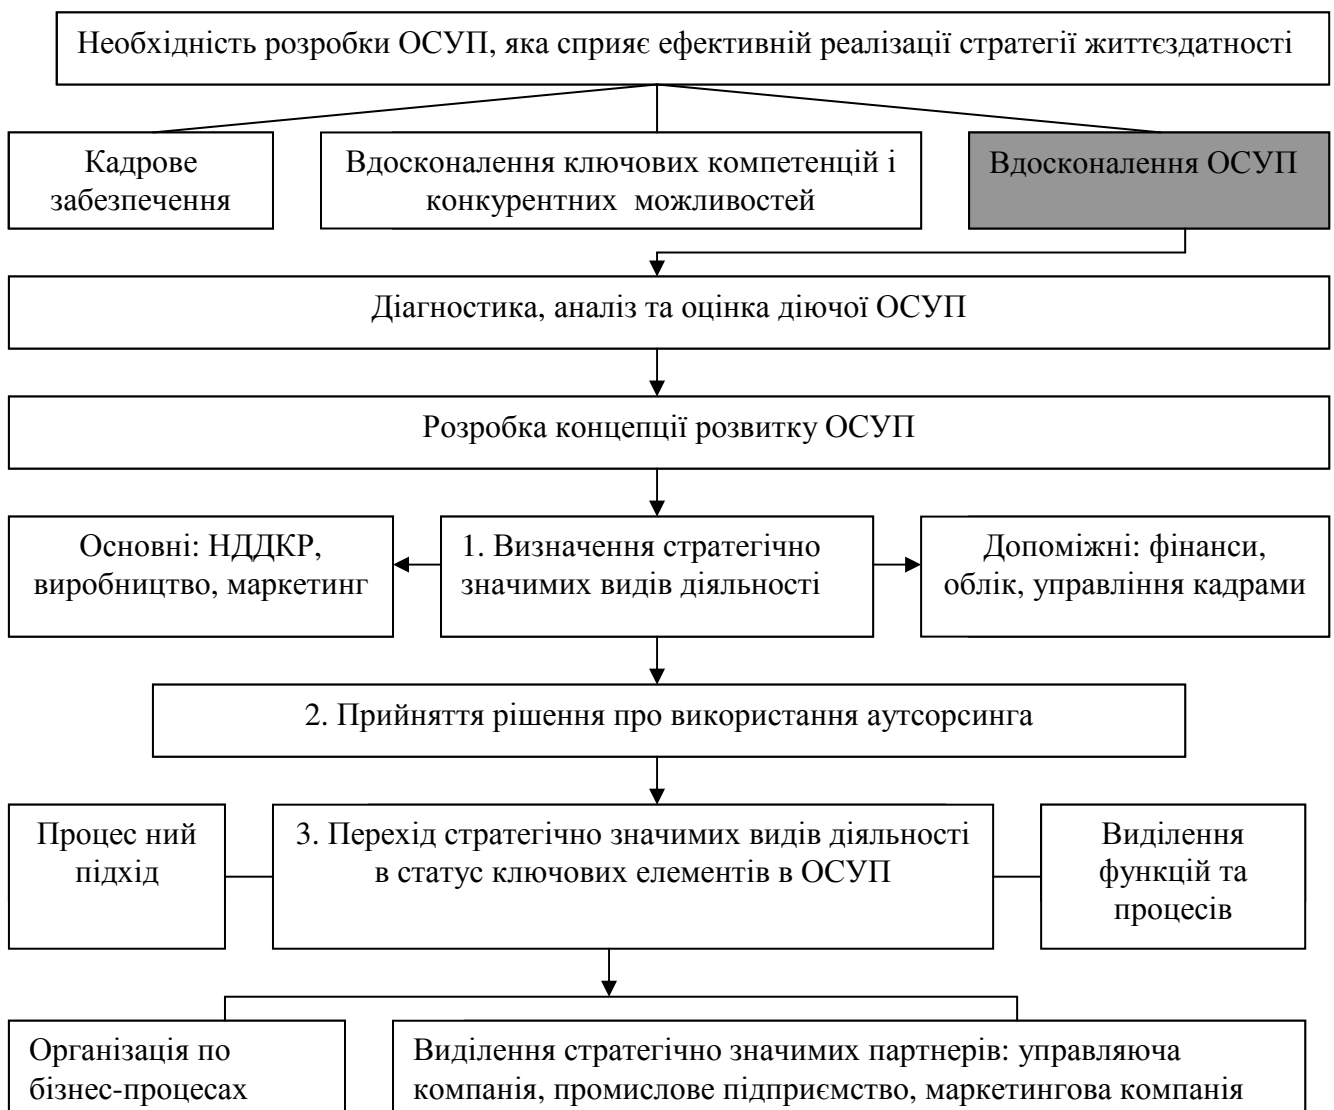 Необхідність розробки ОСУП, яка сприяє ефективній реалізації стратегії життєздатності
Кадрове
забезпечення
Вдосконалення ключових компетенцій і
конкурентних можливостей
Вдосконалення ОСУП
Діагностика, аналіз та оцінка діючої ОСУП
Розробка концепції розвитку ОСУП
Основні: НДДКР,
виробництво, маркетинг
1. Визначення стратегічно
значимих видів діяльності
Допоміжні: фінанси,
облік, управління кадрами
2. Прийняття рішення про використання аутсорсинга
Процес ний
підхід
3. Перехід стратегічно значимих видів діяльності
в статус ключових елементів в ОСУП
Виділення
функцій та
процесів
Організація по
бізнес-процесах
Виділення стратегічно значимих партнерів: управляюча
компанія, промислове підприємство, маркетингова компанія